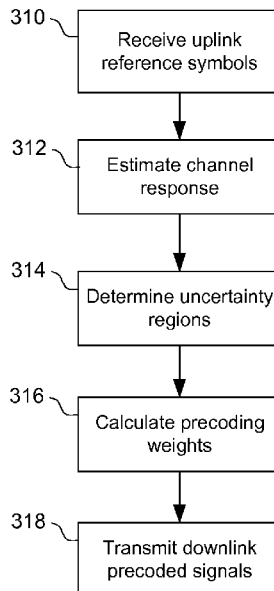 310
Receive uplink
reference symbols
312
Estimate channel
response
314
Determine uncertainty
regions
316
Calculate precoding
weights
318
Transmit downlink
precoded signals